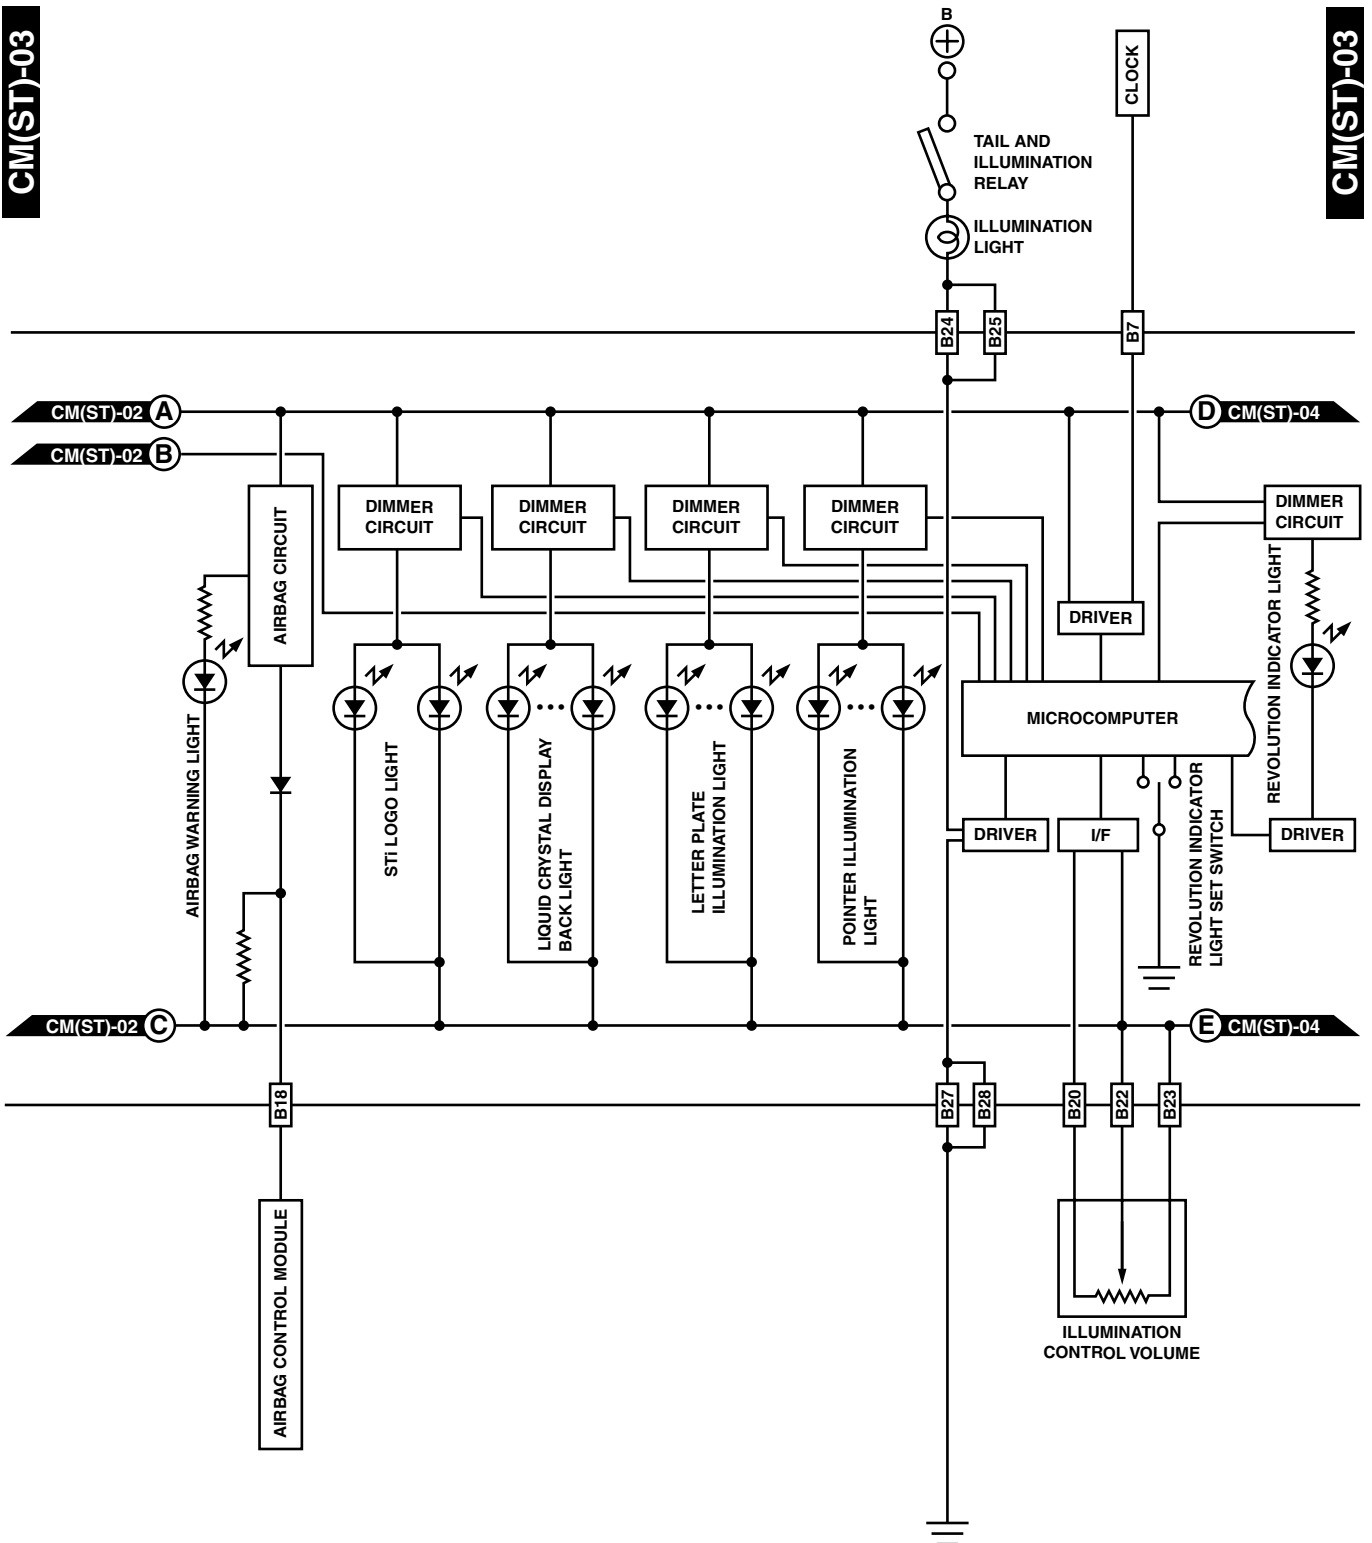 CM(ST)-03
CM(ST)-03
B
CLOCK
TAIL AND
ILLUMINATION
RELAY
ILLUMINATION
LIGHT
B24
B25
B7
CM(ST)-02 A
D CM(ST)-04
CM(ST)-02 B
AIRBAG CIRCUIT
DIMMER
CIRCUIT
DIMMER
CIRCUIT
DIMMER
CIRCUIT
DIMMER
CIRCUIT
DIMMER
CIRCUIT
DRIVER
REVOLUTION INDICATOR LIGHT
MICROCOMPUTER
AIRBAG WARNING LIGHT
STi LOGO LIGHT
LIQUID CRYSTAL DISPLAY
BACK LIGHT
LETTER PLATE
ILLUMINATION LIGHT
POINTER ILLUMINATION
LIGHT
DRIVER
I/F
REVOLUTION INDICATOR
LIGHT SET SWITCH
DRIVER
CM(ST)-02 C
E CM(ST)-04
B18
B27
B28
B20
B22
B23
AIRBAG CONTROL MODULE
ILLUMINATION
CONTROL VOLUME